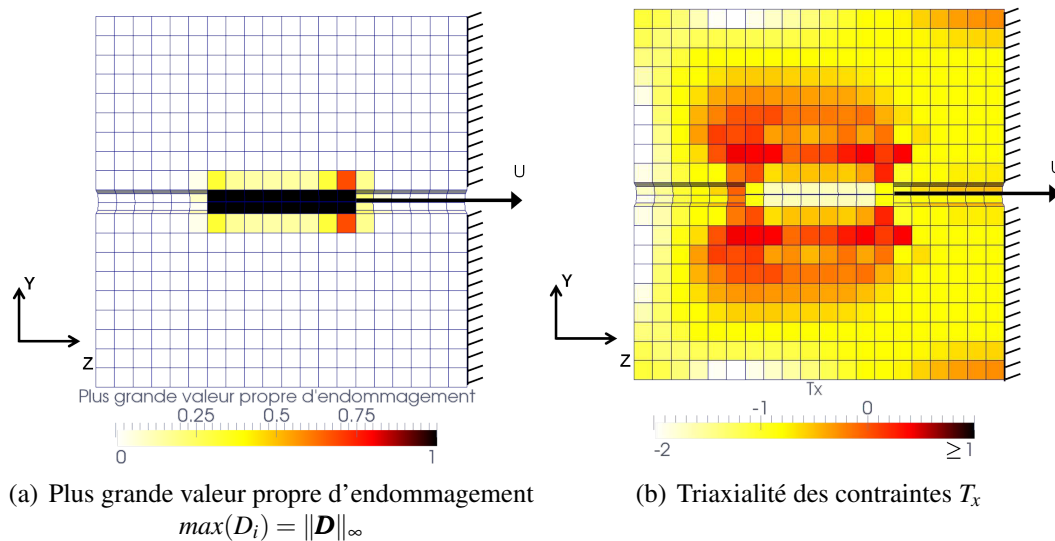 U
Y
Z
Plus grande valeur propre d'endommagement
0.25 0.5 0.75
0 1
(a) Plus grande valeur propre d'endommagement
max(D_i) = ‖D‖_∞
U
Y
Z
Tx
-1 0
-2 ≥1
(b) Triaxialité des contraintes T_x